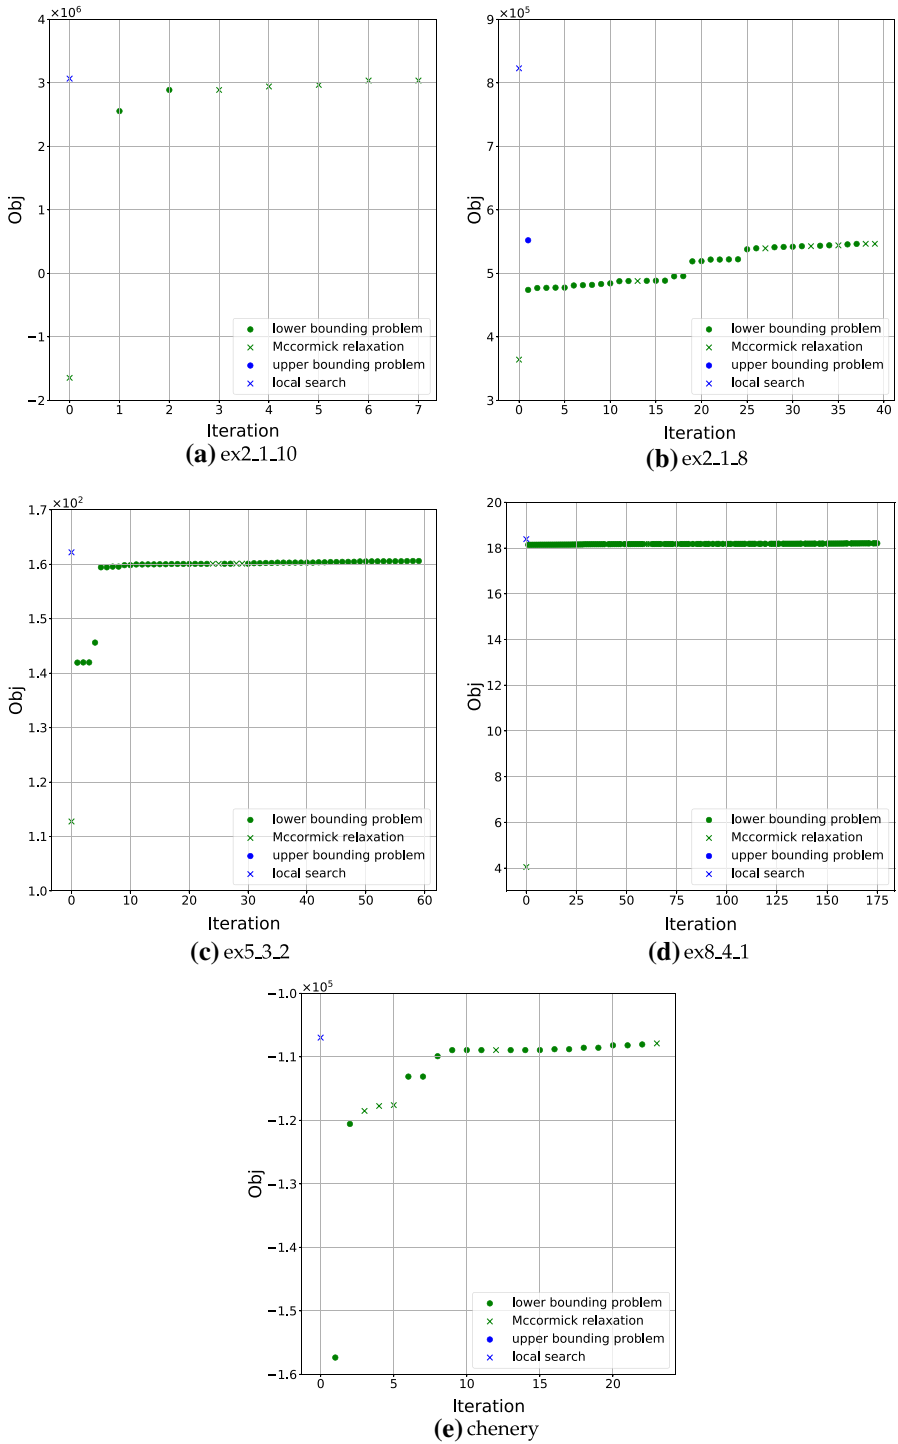 ×10⁶
4
3
2
1
0
−1
−2
Obj
lower bounding problem
Mccormick relaxation
upper bounding problem
local search
0 1 2 3 4 5 6 7
Iteration
(a) ex2_1_10
×10⁵
9
8
7
6
5
4
3
Obj
lower bounding problem
Mccormick relaxation
upper bounding problem
local search
0 5 10 15 20 25 30 35 40
Iteration
(b) ex2_1_8
×10²
1.7
1.6
1.5
1.4
1.3
1.2
1.1
1.0
Obj
lower bounding problem
Mccormick relaxation
upper bounding problem
local search
0 10 20 30 40 50 60
Iteration
(c) ex5_3_2
20
18
16
14
12
10
8
6
4
Obj
lower bounding problem
Mccormick relaxation
upper bounding problem
local search
0 25 50 75 100 125 150 175
Iteration
(d) ex8_4_1
×10⁵
−1.0
−1.1
−1.2
−1.3
−1.4
−1.5
−1.6
Obj
lower bounding problem
Mccormick relaxation
upper bounding problem
local search
0 5 10 15 20
Iteration
(e) chenery